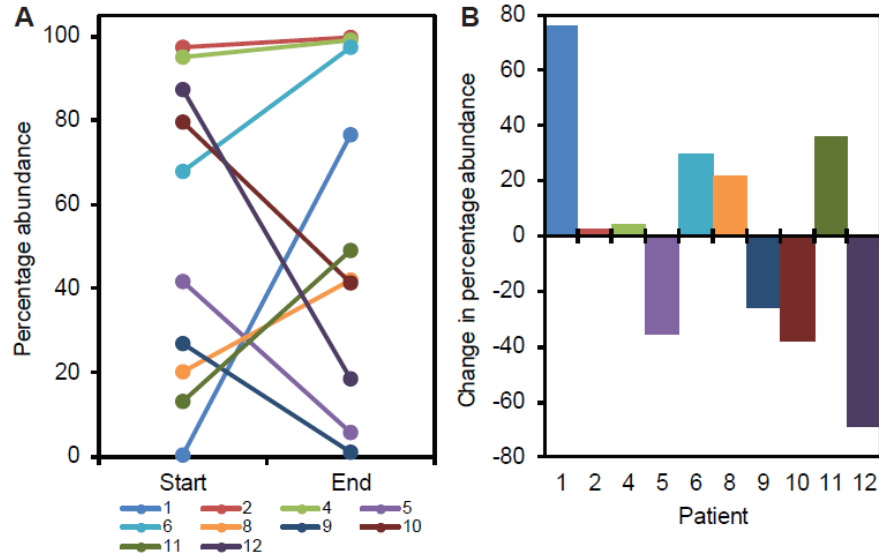 A
Percentage abundance
100
80
60
40
20
0
Start End
1 2 4 5
6 8 9 10
11 12
B
Change in percentage abundance
80
60
40
20
0
-20
-40
-60
-80
1 2 4 5 6 8 9 10 11 12
Patient